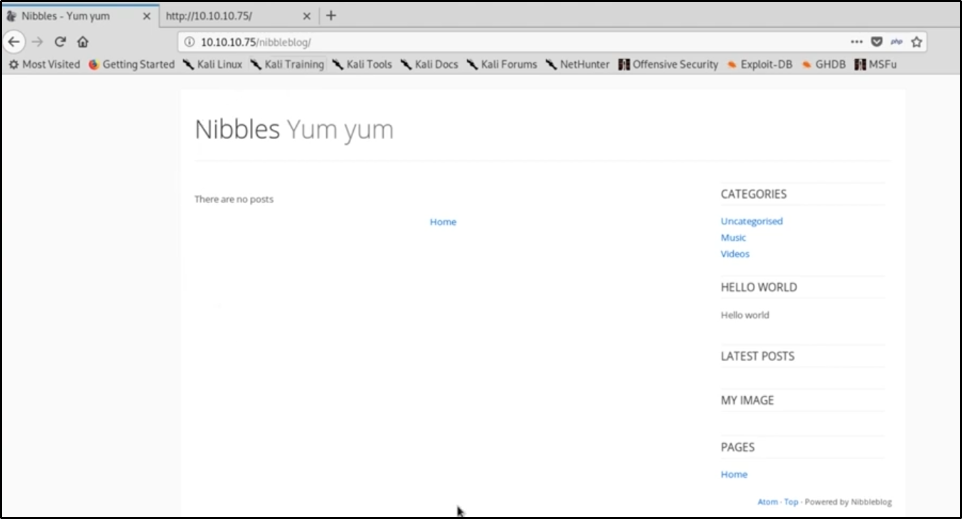 Nibbles - Yum yum
http://10.10.10.75/
10.10.10.75/nibbleblog/
php
Most Visited Getting Started Kali Linux Kali Training Kali Tools Kali Docs Kali Forums NetHunter Offensive Security Exploit-DB GHDB MSFu
Nibbles Yum yum
There are no posts
Home
CATEGORIES
Uncategorised
Music
Videos
HELLO WORLD
Hello world
LATEST POSTS
MY IMAGE
PAGES
Home
Atom · Top · Powered by Nibbleblog